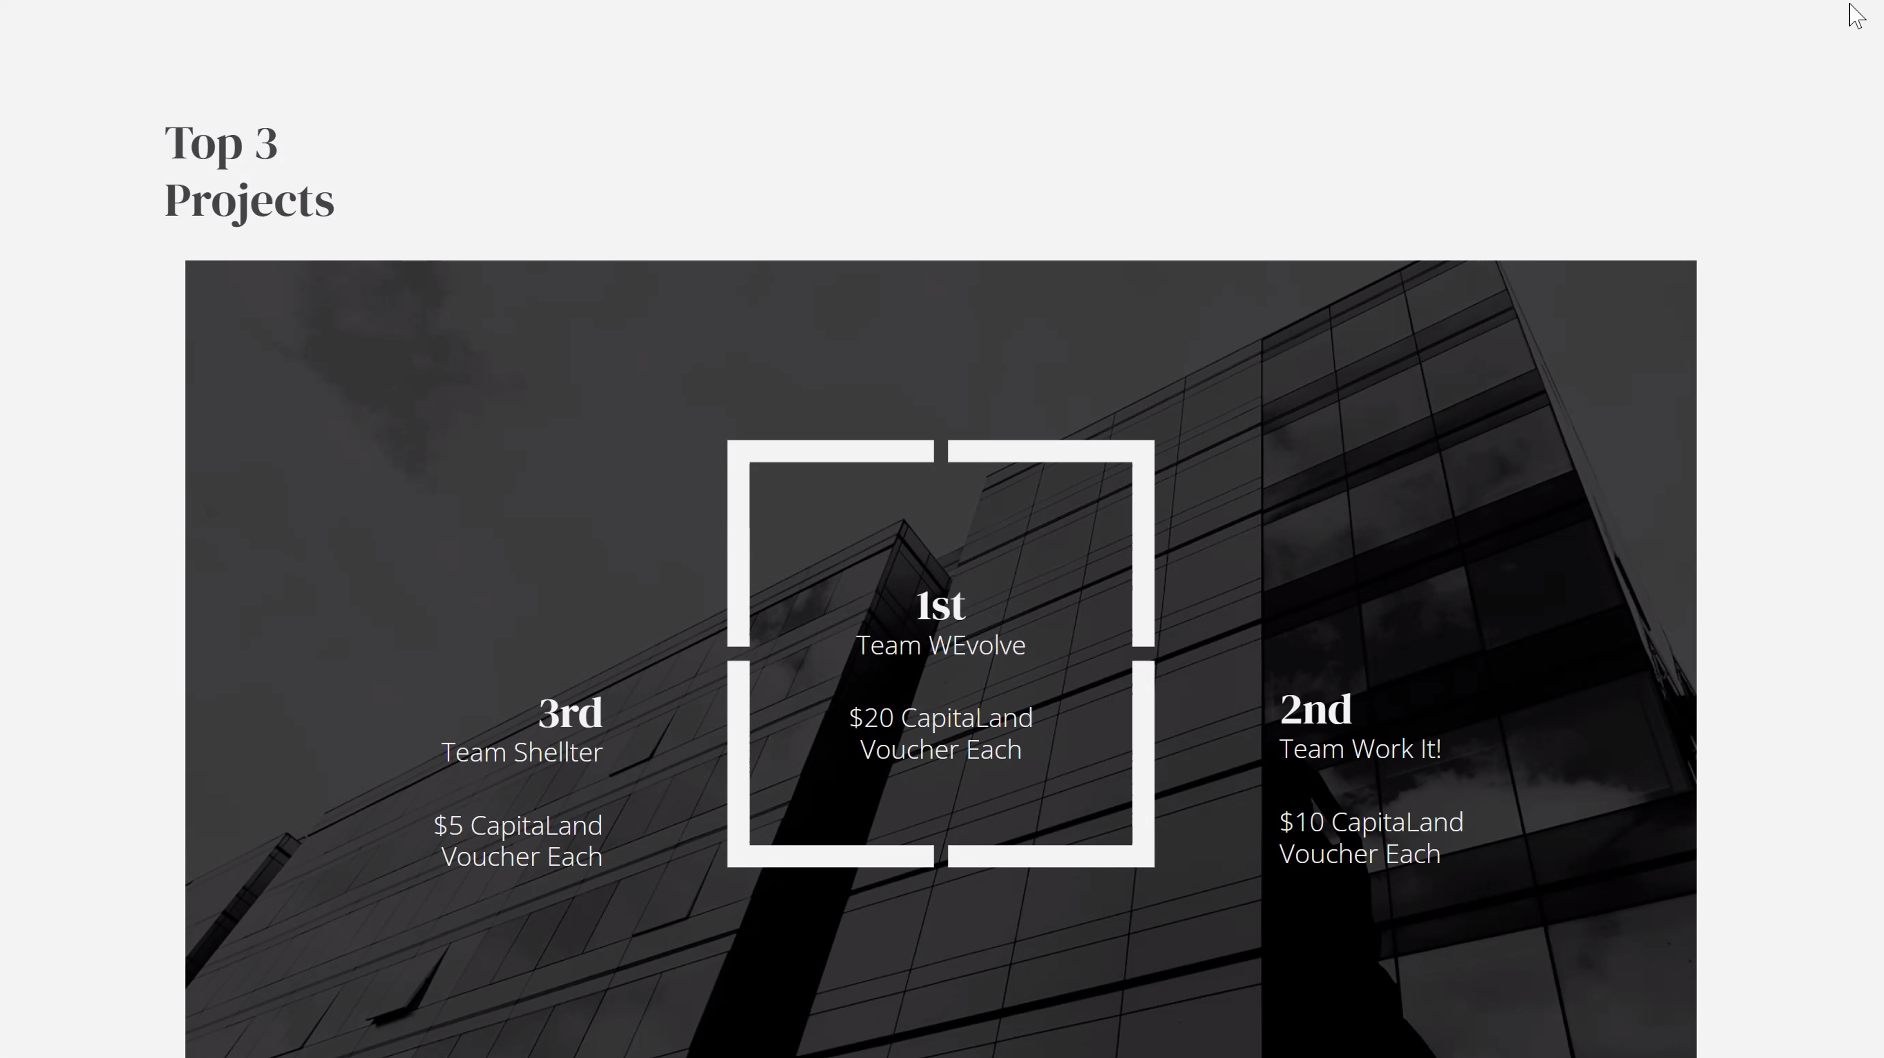 Top 3
Projects
1st
Team WEvolve
$20 CapitaLand
Voucher Each
3rd
Team Shellter
$5 CapitaLand
Voucher Each
2nd
Team Work It!
$10 CapitaLand
Voucher Each